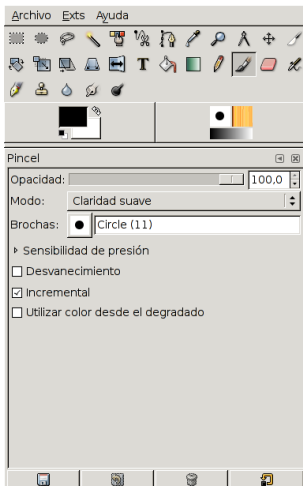 Archivo Exts Ayuda
Pincel
Opacidad: 100,0
Modo: Claridad suave
Brochas: Circle (11)
Sensibilidad de presión
Desvanecimiento
Incremental
Utilizar color desde el degradado